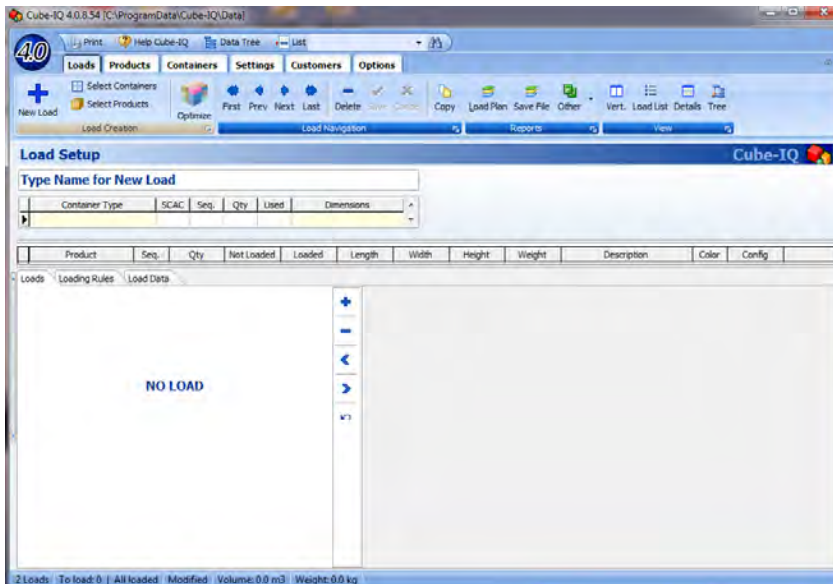 Cube-IQ 4.0.8.54 [C:\ProgramData\Cube-IQ\Data]
4.0
Print Help Cube-IQ Data Tree List
Loads Products Containers Settings Customers Options
New Load
Select Containers
Select Products
Optimize
First Prev Next Last Delete Save Cancel Copy Load Plan Save File Other Vert. Load List Details Tree
Load Creation Load Navigation Reports View
Load Setup Cube-IQ
Type Name for New Load
Container Type SCAC Seq. Qty Used Dimensions
Product Seq. Qty Not Loaded Loaded Length Width Height Weight Description Color Config
Loads Loading Rules Load Data
NO LOAD
2 Loads To load: 0 All loaded Modified Volume: 0.0 m3 Weight: 0.0 kg